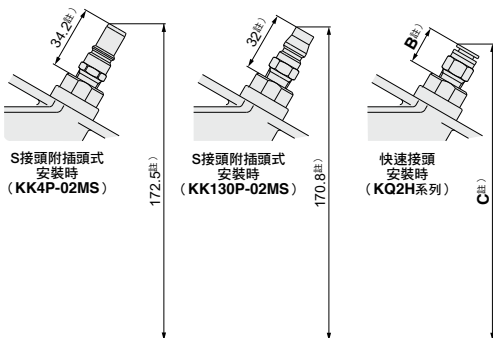 34.2註)
S接頭附插頭式
安裝時
（KK4P-02MS）
172.5註)
32註)
S接頭附插頭式
安裝時
（KK130P-02MS）
170.8註)
B註)
快速接頭
安裝時
（KQ2H系列）
C註)